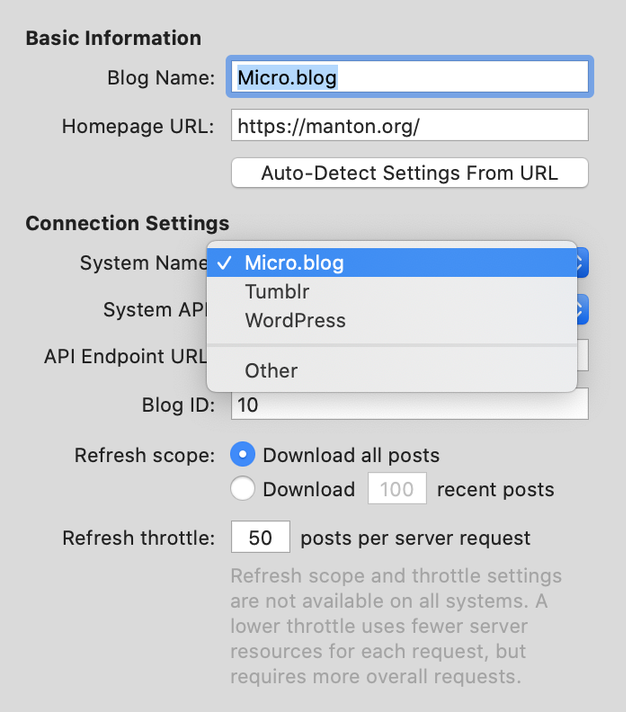 Basic Information
Blog Name: Micro.blog
Homepage URL: https://manton.org/
Auto-Detect Settings From URL
Connection Settings
System Name ✓ Micro.blog
Tumblr
System API
WordPress
API Endpoint URL
Other
Blog ID: 10
Refresh scope: Download all posts
Download 100 recent posts
Refresh throttle: 50 posts per server request
Refresh scope and throttle settings
are not available on all systems. A
lower throttle uses fewer server
resources for each request, but
requires more overall requests.